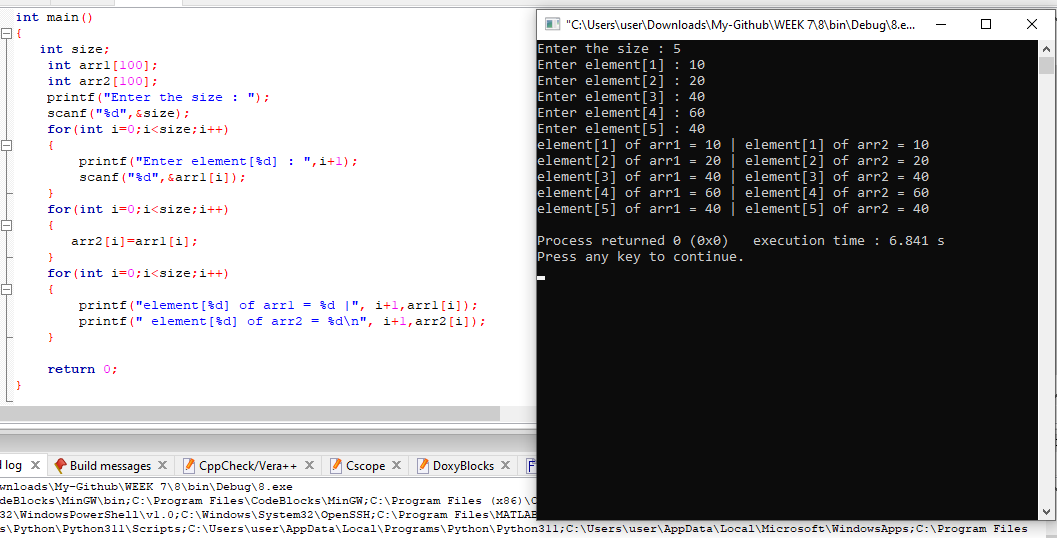 int main()
{
int size;
int arr1[100];
int arr2[100];
printf("Enter the size : ");
scanf("%d",&size);
for(int i=0;i<size;i++)
{
printf("Enter element[%d] : ",i+1);
scanf("%d",&arr1[i]);
}
for(int i=0;i<size;i++)
{
arr2[i]=arr1[i];
}
for(int i=0;i<size;i++)
{
printf("element[%d] of arr1 = %d |", i+1,arr1[i]);
printf(" element[%d] of arr2 = %d\n", i+1,arr2[i]);
}
return 0;
}
"C:\Users\user\Downloads\My-Github\WEEK 7\8\bin\Debug\8.e...
Enter the size : 5
Enter element[1] : 10
Enter element[2] : 20
Enter element[3] : 40
Enter element[4] : 60
Enter element[5] : 40
element[1] of arr1 = 10 | element[1] of arr2 = 10
element[2] of arr1 = 20 | element[2] of arr2 = 20
element[3] of arr1 = 40 | element[3] of arr2 = 40
element[4] of arr1 = 60 | element[4] of arr2 = 60
element[5] of arr1 = 40 | element[5] of arr2 = 40
Process returned 0 (0x0)   execution time : 6.841 s
Press any key to continue.
log Build messages CppCheck/Vera++ Cscope DoxyBlocks
wnloads\My-Github\WEEK 7\8\bin\Debug\8.exe
deBlocks\MinGW\bin;C:\Program Files\CodeBlocks\MinGW;C:\Program Files (x86)\C
32\WindowsPowerShell\v1.0;C:\Windows\System32\OpenSSH;C:\Program Files\MATLAB
s\Python\Python311\Scripts;C:\Users\user\AppData\Local\Programs\Python\Python311;C:\Users\user\AppData\Local\Microsoft\WindowsApps;C:\Program Files